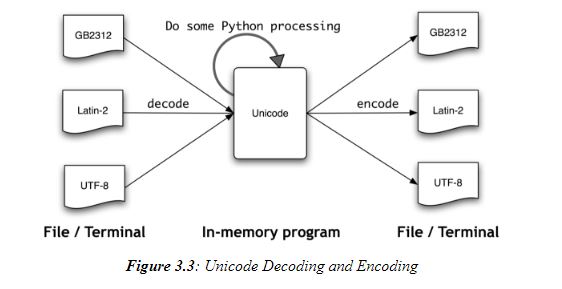 Do some Python processing
GB2312
GB2312
Latin-2
decode
Unicode
encode
Latin-2
UTF-8
UTF-8
File / Terminal
In-memory program
File / Terminal
Figure 3.3: Unicode Decoding and Encoding